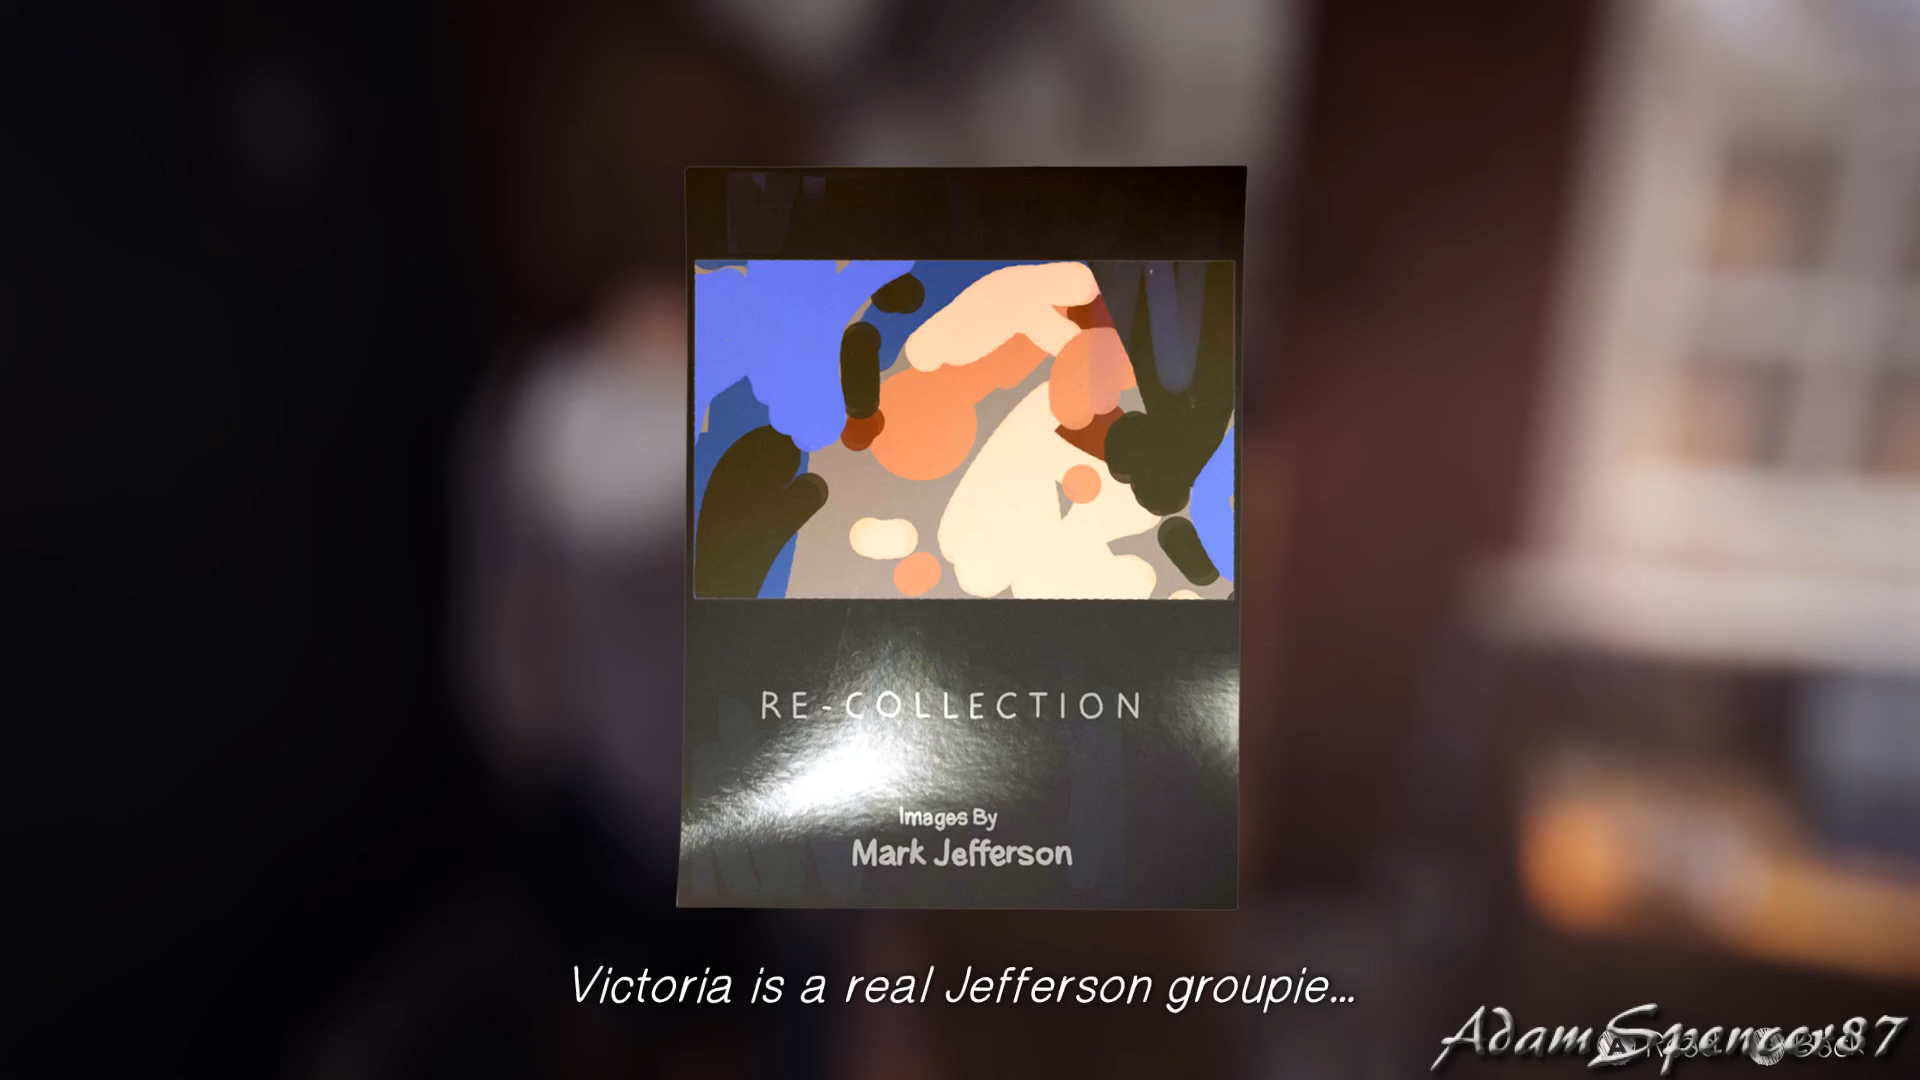 RE-COLLECTION
Images By
Mark Jefferson
Victoria is a real Jefferson groupie...
AdamSpencer87